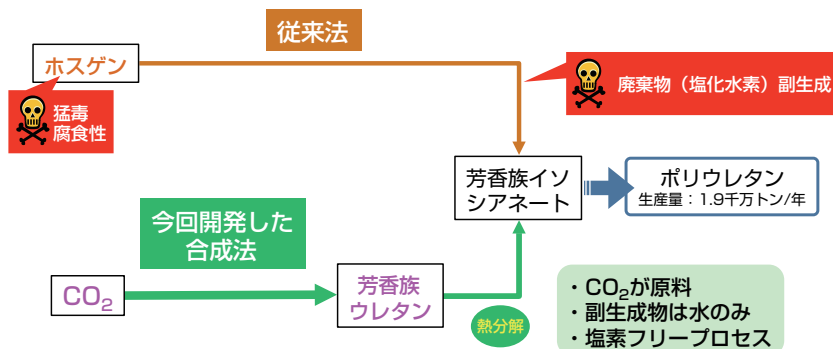 従来法
ホスゲン
猛毒
腐食性
廃棄物（塩化水素）副生成
芳香族イソ
シアネート
ポリウレタン
生産量：1.9千万トン/年
今回開発した
合成法
CO₂
芳香族
ウレタン
熱分解
・CO₂が原料
・副生成物は水のみ
・塩素フリープロセス